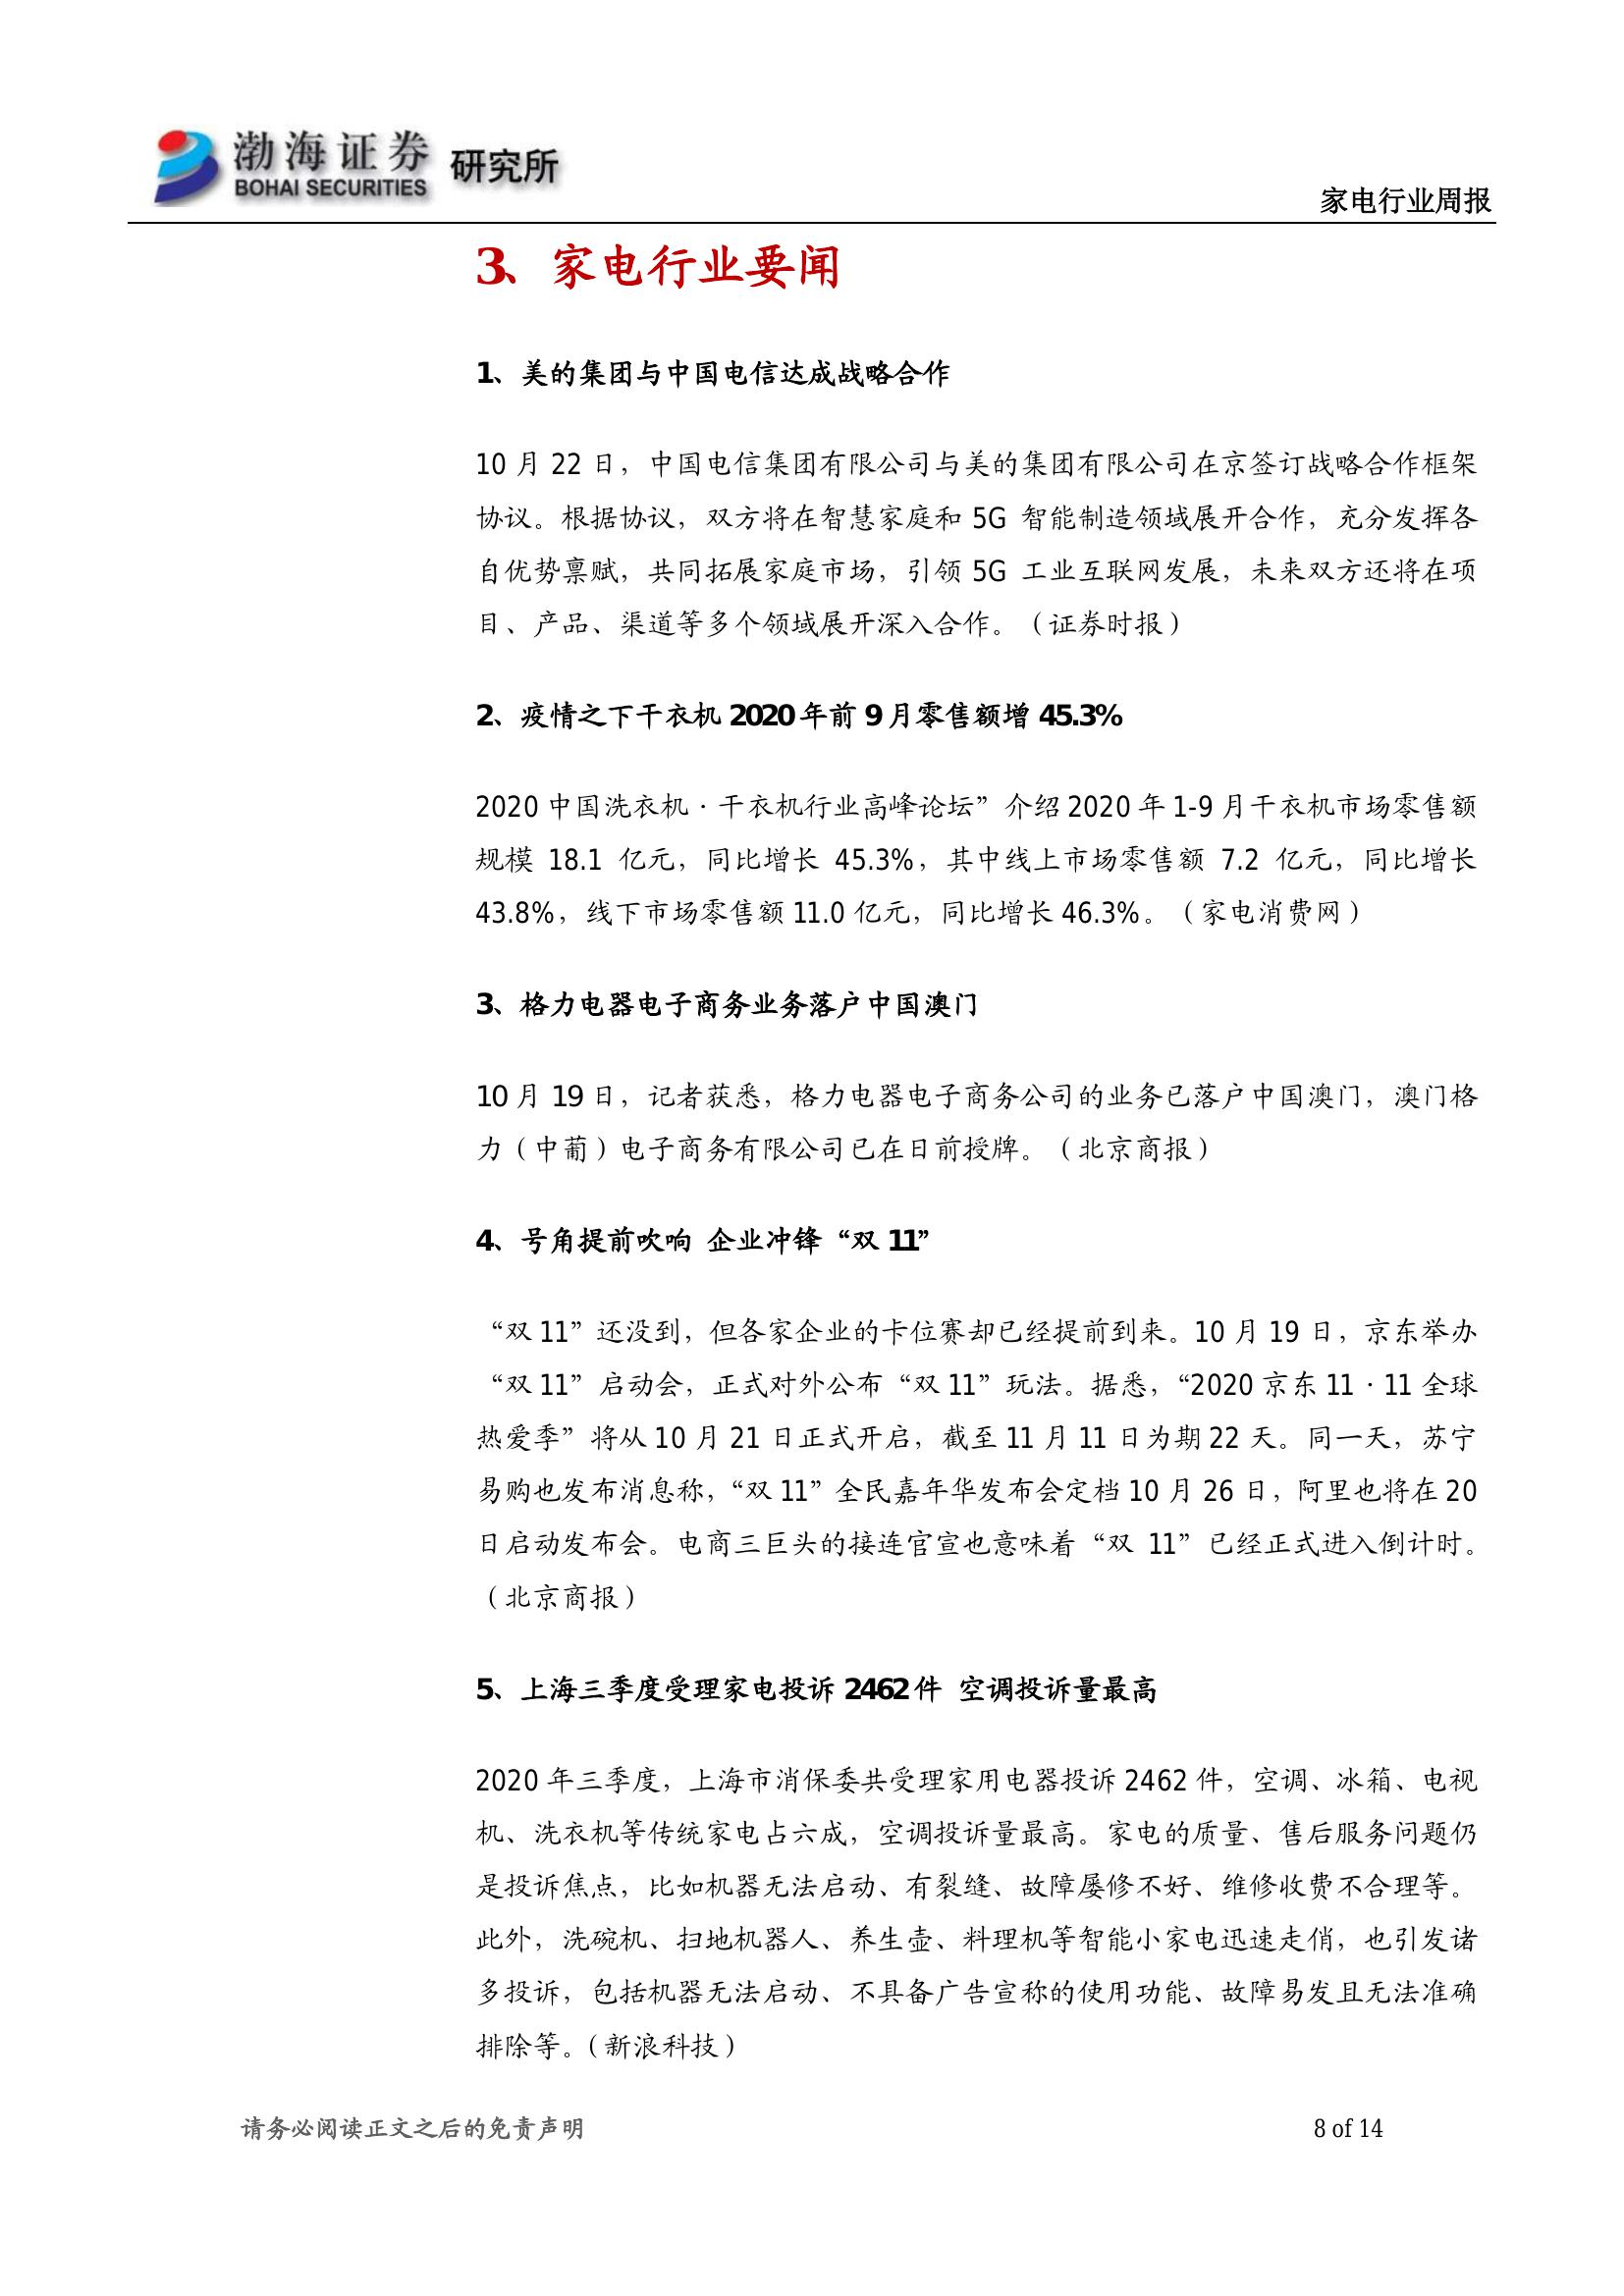 渤海证券 研究所
BOHAI SECURITIES
家电行业周报
3、家电行业要闻
1、美的集团与中国电信达成战略合作
10 月 22 日，中国电信集团有限公司与美的集团有限公司在京签订战略合作框架
协议。根据协议，双方将在智慧家庭和 5G 智能制造领域展开合作，充分发挥各
自优势禀赋，共同拓展家庭市场，引领 5G 工业互联网发展，未来双方还将在项
目、产品、渠道等多个领域展开深入合作。（证券时报）
2、疫情之下干衣机 2020 年前 9 月零售额增 45.3%
2020 中国洗衣机·干衣机行业高峰论坛”介绍 2020 年 1-9 月干衣机市场零售额
规模 18.1 亿元，同比增长 45.3%，其中线上市场零售额 7.2 亿元，同比增长
43.8%，线下市场零售额 11.0 亿元，同比增长 46.3%。（家电消费网）
3、格力电器电子商务业务落户中国澳门
10 月 19 日，记者获悉，格力电器电子商务公司的业务已落户中国澳门，澳门格
力（中葡）电子商务有限公司已在日前授牌。（北京商报）
4、号角提前吹响 企业冲锋“双 11”
“双 11”还没到，但各家企业的卡位赛却已经提前到来。10 月 19 日，京东举办
“双 11”启动会，正式对外公布“双 11”玩法。据悉，“2020 京东 11·11 全球
热爱季”将从 10 月 21 日正式开启，截至 11 月 11 日为期 22 天。同一天，苏宁
易购也发布消息称，“双 11”全民嘉年华发布会定档 10 月 26 日，阿里也将在 20
日启动发布会。电商三巨头的接连官宣也意味着“双 11”已经正式进入倒计时。
（北京商报）
5、上海三季度受理家电投诉 2462 件 空调投诉量最高
2020 年三季度，上海市消保委共受理家用电器投诉 2462 件，空调、冰箱、电视
机、洗衣机等传统家电占六成，空调投诉量最高。家电的质量、售后服务问题仍
是投诉焦点，比如机器无法启动、有裂缝、故障屡修不好、维修收费不合理等。
此外，洗碗机、扫地机器人、养生壶、料理机等智能小家电迅速走俏，也引发诸
多投诉，包括机器无法启动、不具备广告宣称的使用功能、故障易发且无法准确
排除等。（新浪科技）
请务必阅读正文之后的免责声明
8 of 14